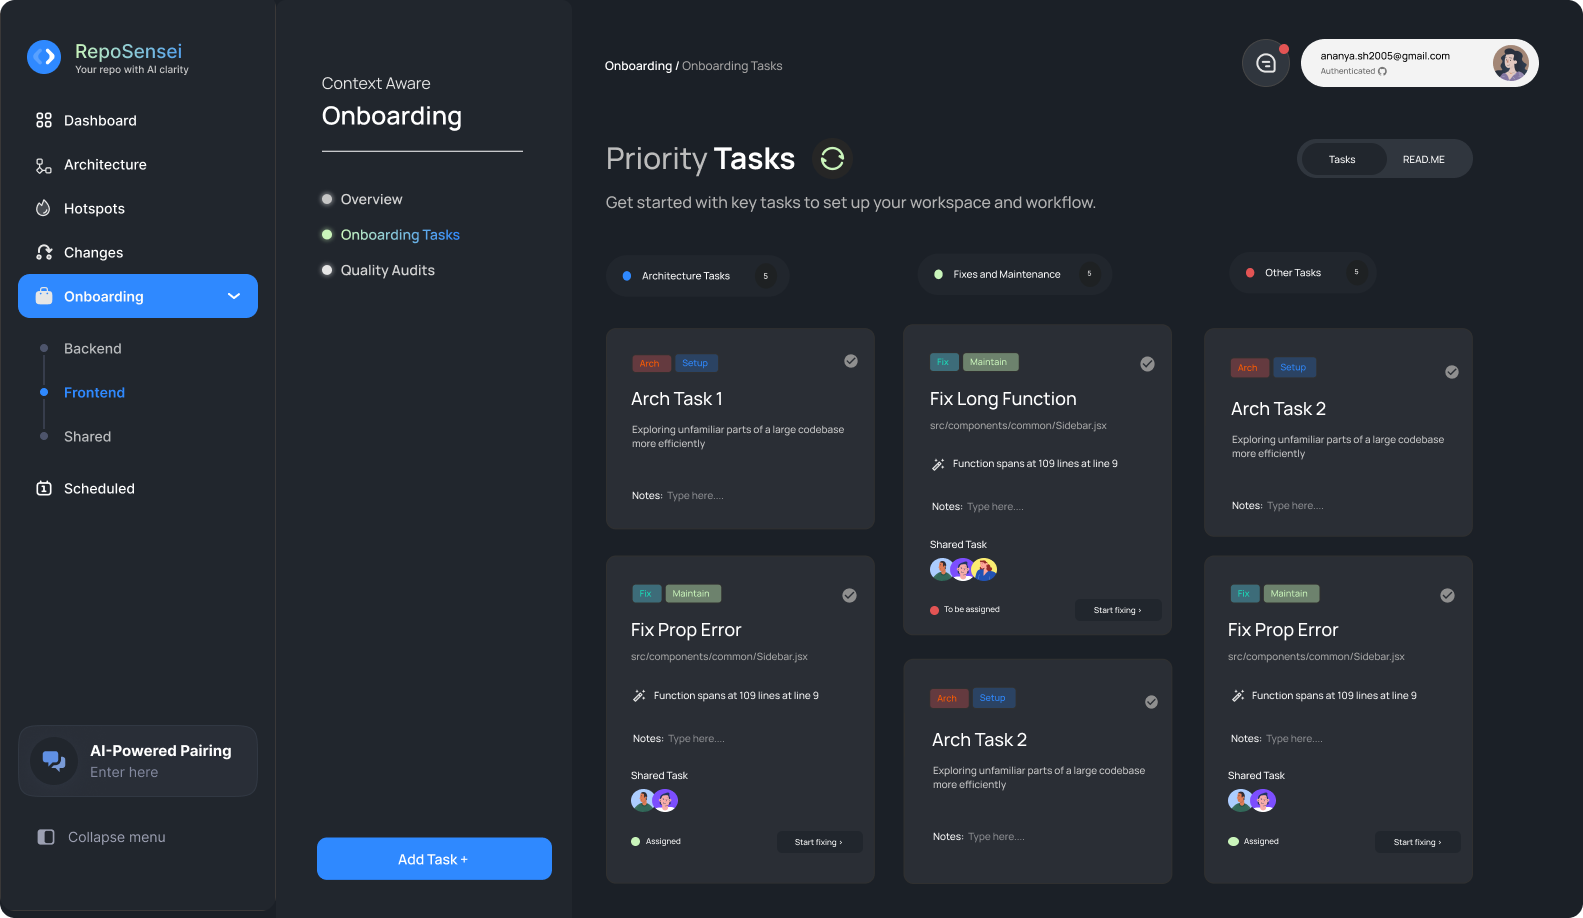 RepoSensei
Your repo with AI clarity
Dashboard
Architecture
Hotspots
Changes
Onboarding
Backend
Frontend
Shared
Scheduled
AI-Powered Pairing
Enter here
Collapse menu
Context Aware
Onboarding
Overview
Onboarding Tasks
Quality Audits
Add Task +
Onboarding / Onboarding Tasks
ananya.sh2005@gmail.com
Authenticated
Priority Tasks
Get started with key tasks to set up your workspace and workflow.
Tasks
READ.ME
Architecture Tasks 5
Arch Setup
Arch Task 1
Exploring unfamiliar parts of a large codebase
more efficiently
Notes: Type here....
Fix Maintain
Fix Prop Error
src/components/common/Sidebar.jsx
Function spans at 109 lines at line 9
Notes: Type here....
Shared Task
Assigned
Start fixing ›
Fixes and Maintenance 5
Fix Maintain
Fix Long Function
src/components/common/Sidebar.jsx
Function spans at 109 lines at line 9
Notes: Type here....
Shared Task
To be assigned
Start fixing ›
Arch Setup
Arch Task 2
Exploring unfamiliar parts of a large codebase
more efficiently
Notes: Type here....
Other Tasks 5
Arch Setup
Arch Task 2
Exploring unfamiliar parts of a large codebase
more efficiently
Notes: Type here....
Fix Maintain
Fix Prop Error
src/components/common/Sidebar.jsx
Function spans at 109 lines at line 9
Notes: Type here....
Shared Task
Assigned
Start fixing ›